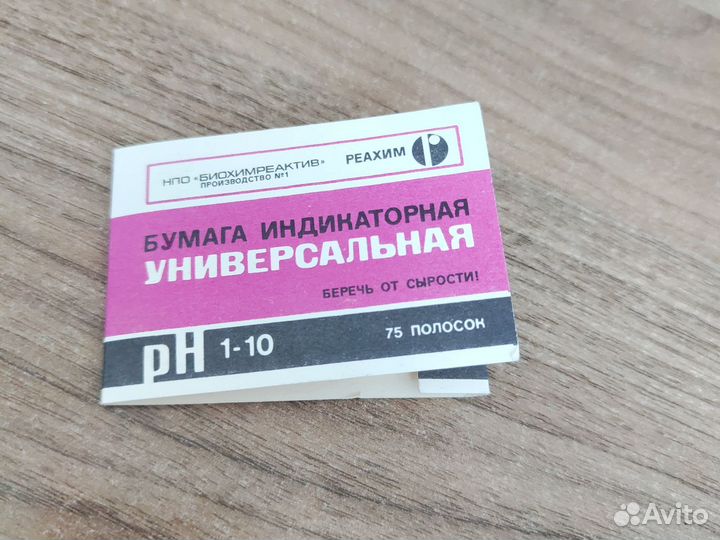 НПО «БИОХИМРЕАКТИВ»
ПРОИЗВОДСТВО №1
РЕАХИМ
БУМАГА ИНДИКАТОРНАЯ
УНИВЕРСАЛЬНАЯ
БЕРЕЧЬ ОТ СЫРОСТИ!
pH 1-10
75 ПОЛОСОК
Avito